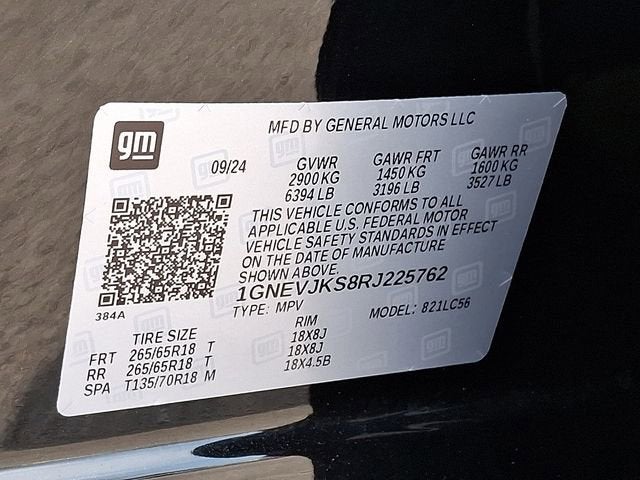 gm
MFD BY GENERAL MOTORS LLC
09/24 GVWR GAWR FRT GAWR RR
2900KG 1450 KG 1600 KG
6394 LB 3196 LB 3527 LB
THIS VEHICLE CONFORMS TO ALL
APPLICABLE U.S. FEDERAL MOTOR
VEHICLE SAFETY STANDARDS IN EFFECT
ON THE DATE OF MANUFACTURE
SHOWN ABOVE.
1GNEVJKS8RJ225762
384A
TYPE: MPV MODEL: 821LC56
TIRE SIZE RIM
FRT 265/65R18 T 18X8J
RR 265/65R18 T 18X8J
SPA T135/70R18 M 18X4.5B